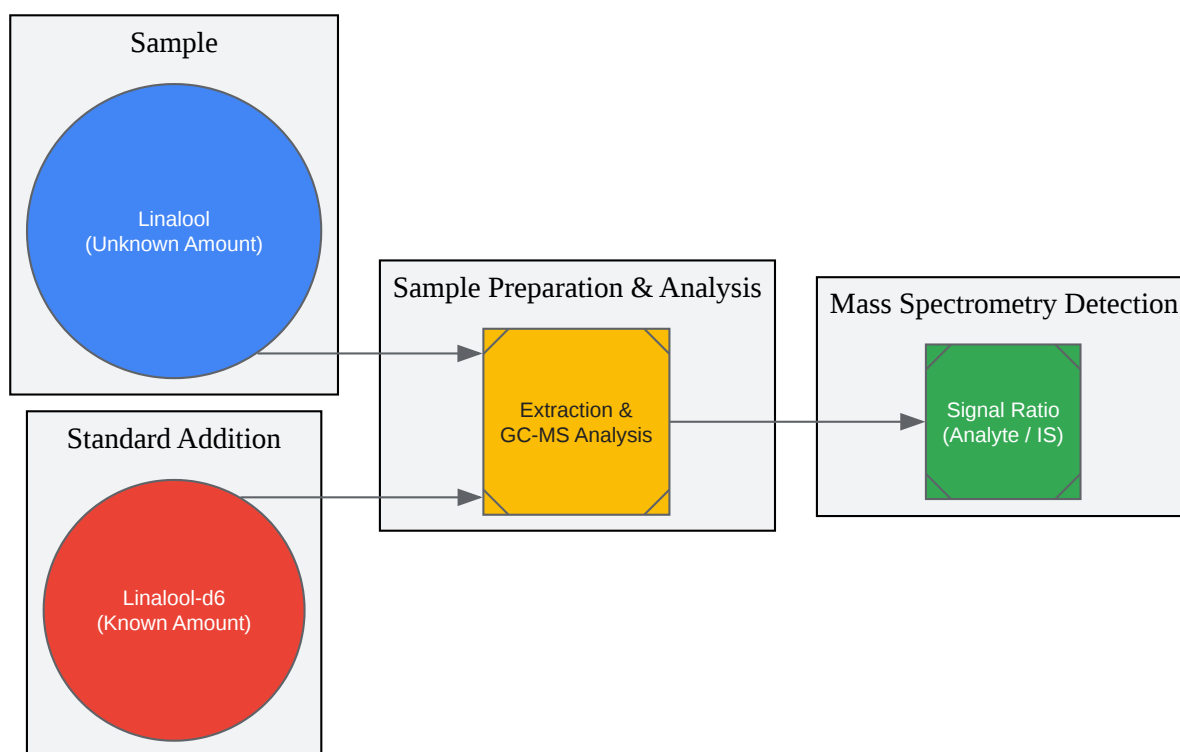 Sample
Linalool
(Unknown Amount)
Standard Addition
Linalool-d6
(Known Amount)
Sample Preparation & Analysis
Extraction &
GC-MS Analysis
Mass Spectrometry Detection
Signal Ratio
(Analyte / IS)